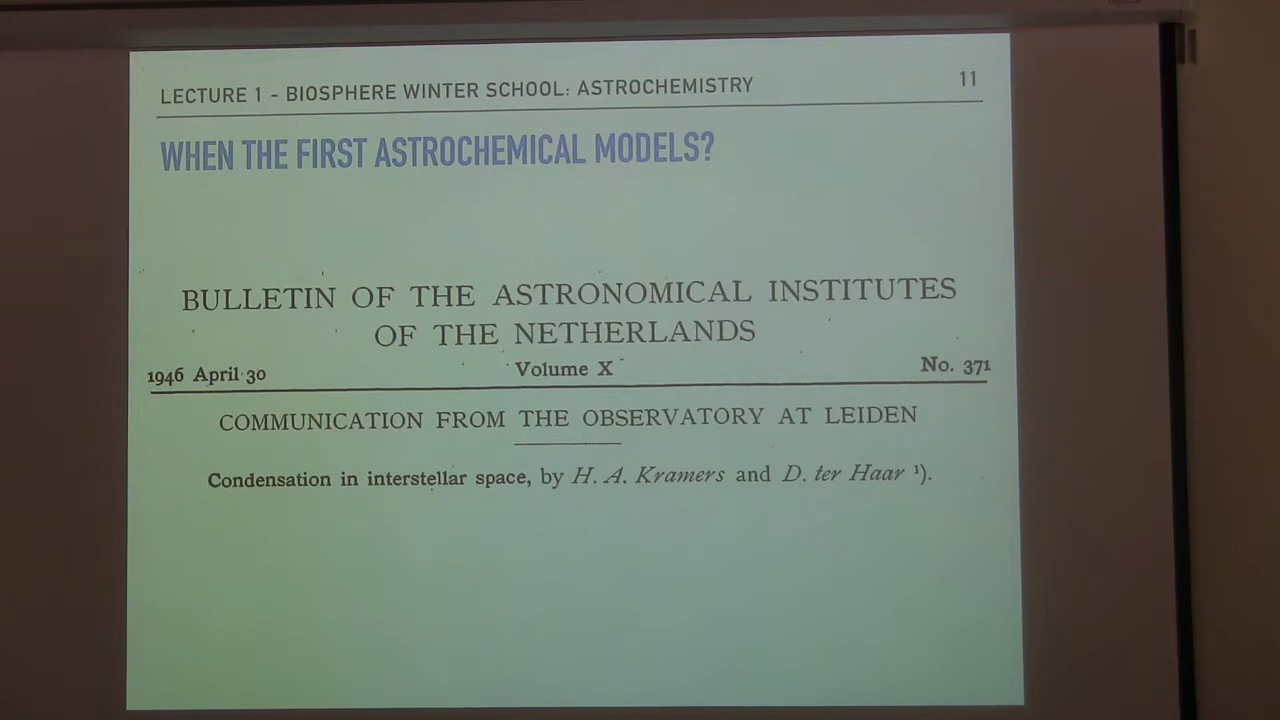 LECTURE 1 - BIOSPHERE WINTER SCHOOL: ASTROCHEMISTRY 11
WHEN THE FIRST ASTROCHEMICAL MODELS?
BULLETIN OF THE ASTRONOMICAL INSTITUTES
OF THE NETHERLANDS
1946 April 30 Volume X No. 371
COMMUNICATION FROM THE OBSERVATORY AT LEIDEN
Condensation in interstellar space, by H. A. Kramers and D. ter Haar ¹).